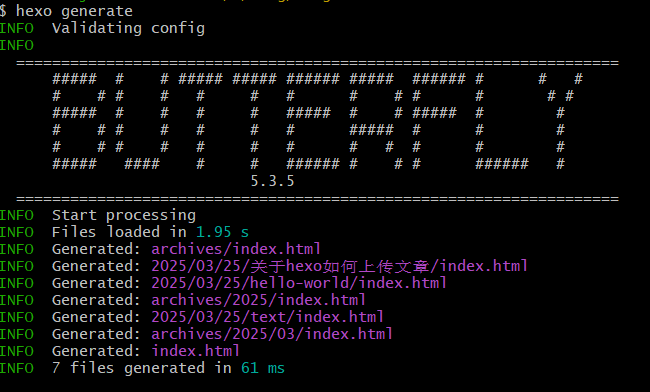 $ hexo generate
INFO  Validating config
INFO
  ===================================================================
      #####  #    # ##### ##### ###### #####  ###### #      #   #
      #    # #    #   #     #   #      #    # #      #       # #
      #####  #    #   #     #   #####  #    # #####  #        #
      #    # #    #   #     #   #      #####  #      #        #
      #    # #    #   #     #   #      #   #  #      #        #
      #####   ####    #     #   ###### #    # #      ######   #
                            5.3.5
  ===================================================================
INFO  Start processing
INFO  Files loaded in 1.95 s
INFO  Generated: archives/index.html
INFO  Generated: 2025/03/25/关于hexo如何上传文章/index.html
INFO  Generated: 2025/03/25/hello-world/index.html
INFO  Generated: archives/2025/index.html
INFO  Generated: 2025/03/25/text/index.html
INFO  Generated: archives/2025/03/index.html
INFO  Generated: index.html
INFO  7 files generated in 61 ms